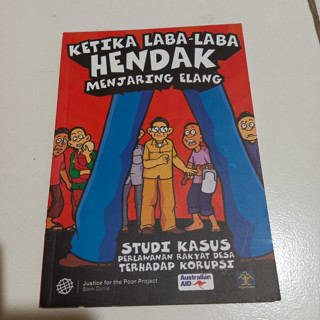 KETIKA LABA-LABA
HENDAK
MENJARING ELANG
STUDI KASUS
PERLAWANAN RAKYAT DESA
TERHADAP KORUPSI
Justice for the Poor Project
Bank Dunia
Australian
AID